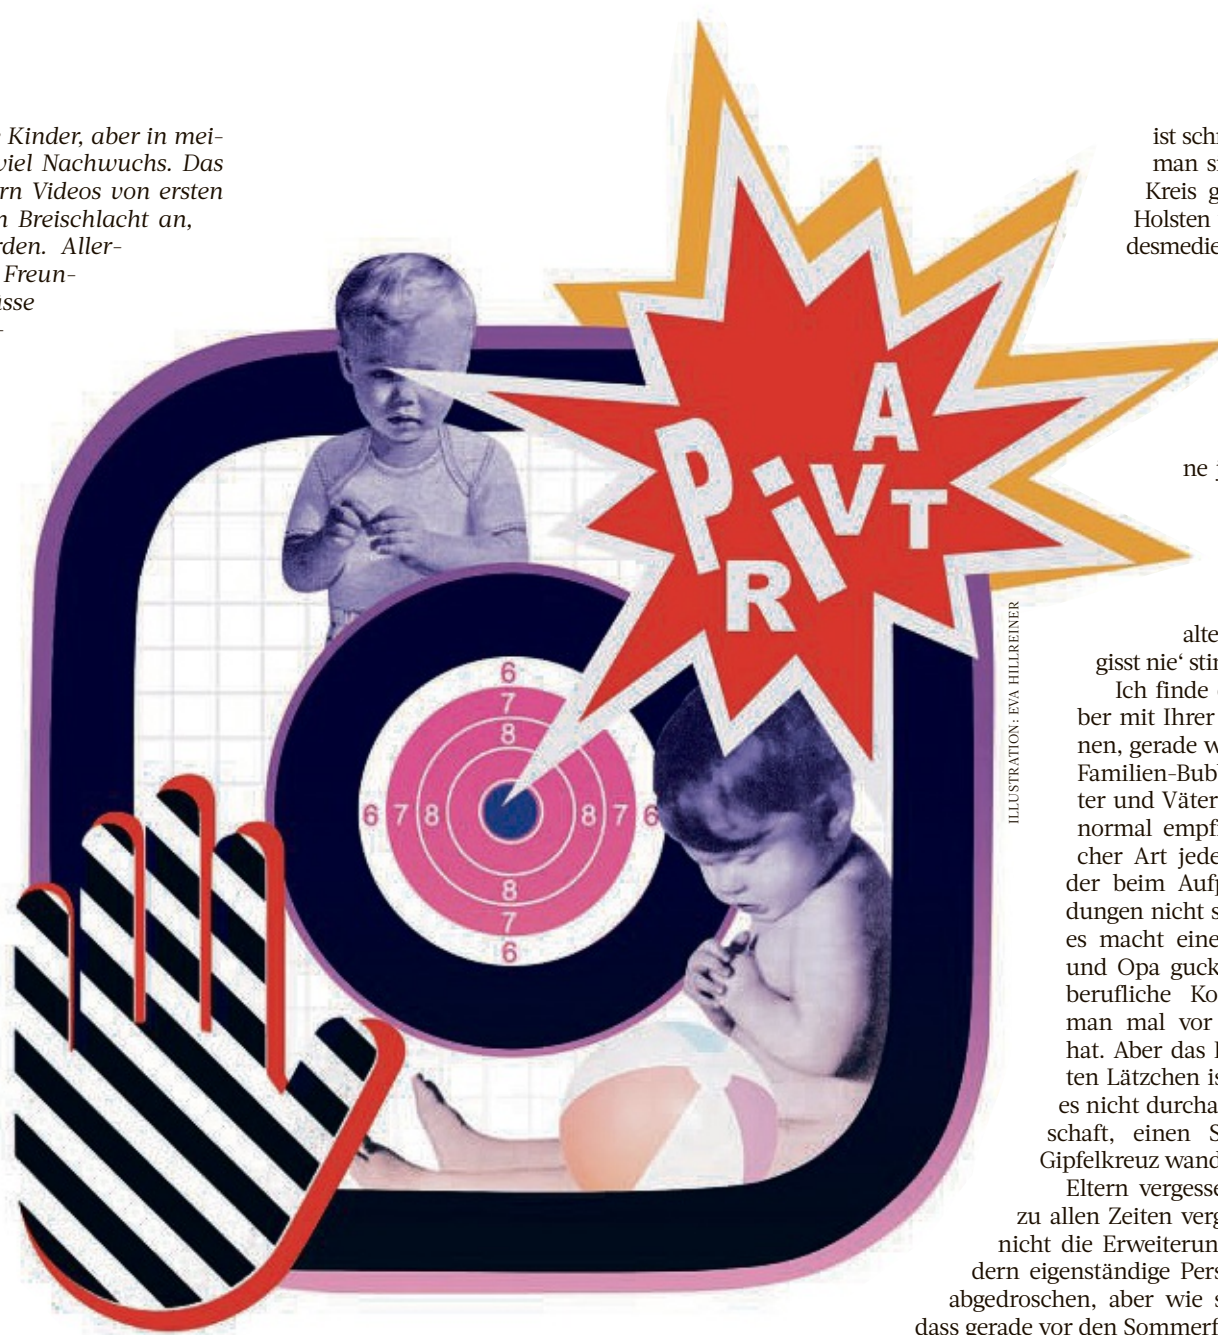 Kinder, aber in mei-
viel Nachwuchs. Das
rn Videos von ersten
n Breischlacht an,
rden. Aller-
Freun-
sse
-
PRiVAT
6
7
8
6 7 8 8 7 6
8
7
6
ILLUSTRATION: EVA HILLREINER
ist sch
man s
Kreis g
Holsten
desmedie
ne j
alte
gisst nie‘ stin
Ich finde
ber mit Ihrer
nen, gerade w
Familien-Bub
ter und Väter
normal empf
cher Art jede
der beim Aufp
dungen nicht s
es macht eine
und Opa guck
berufliche Ko
man mal vor
hat. Aber das
ten Lätzchen is
es nicht durcha
schaft, einen S
Gipfelkreuz wand
Eltern vergesse
zu allen Zeiten verg
nicht die Erweiterun
dern eigenständige Pers
abgedroschen, aber wie s
dass gerade vor den Sommerf